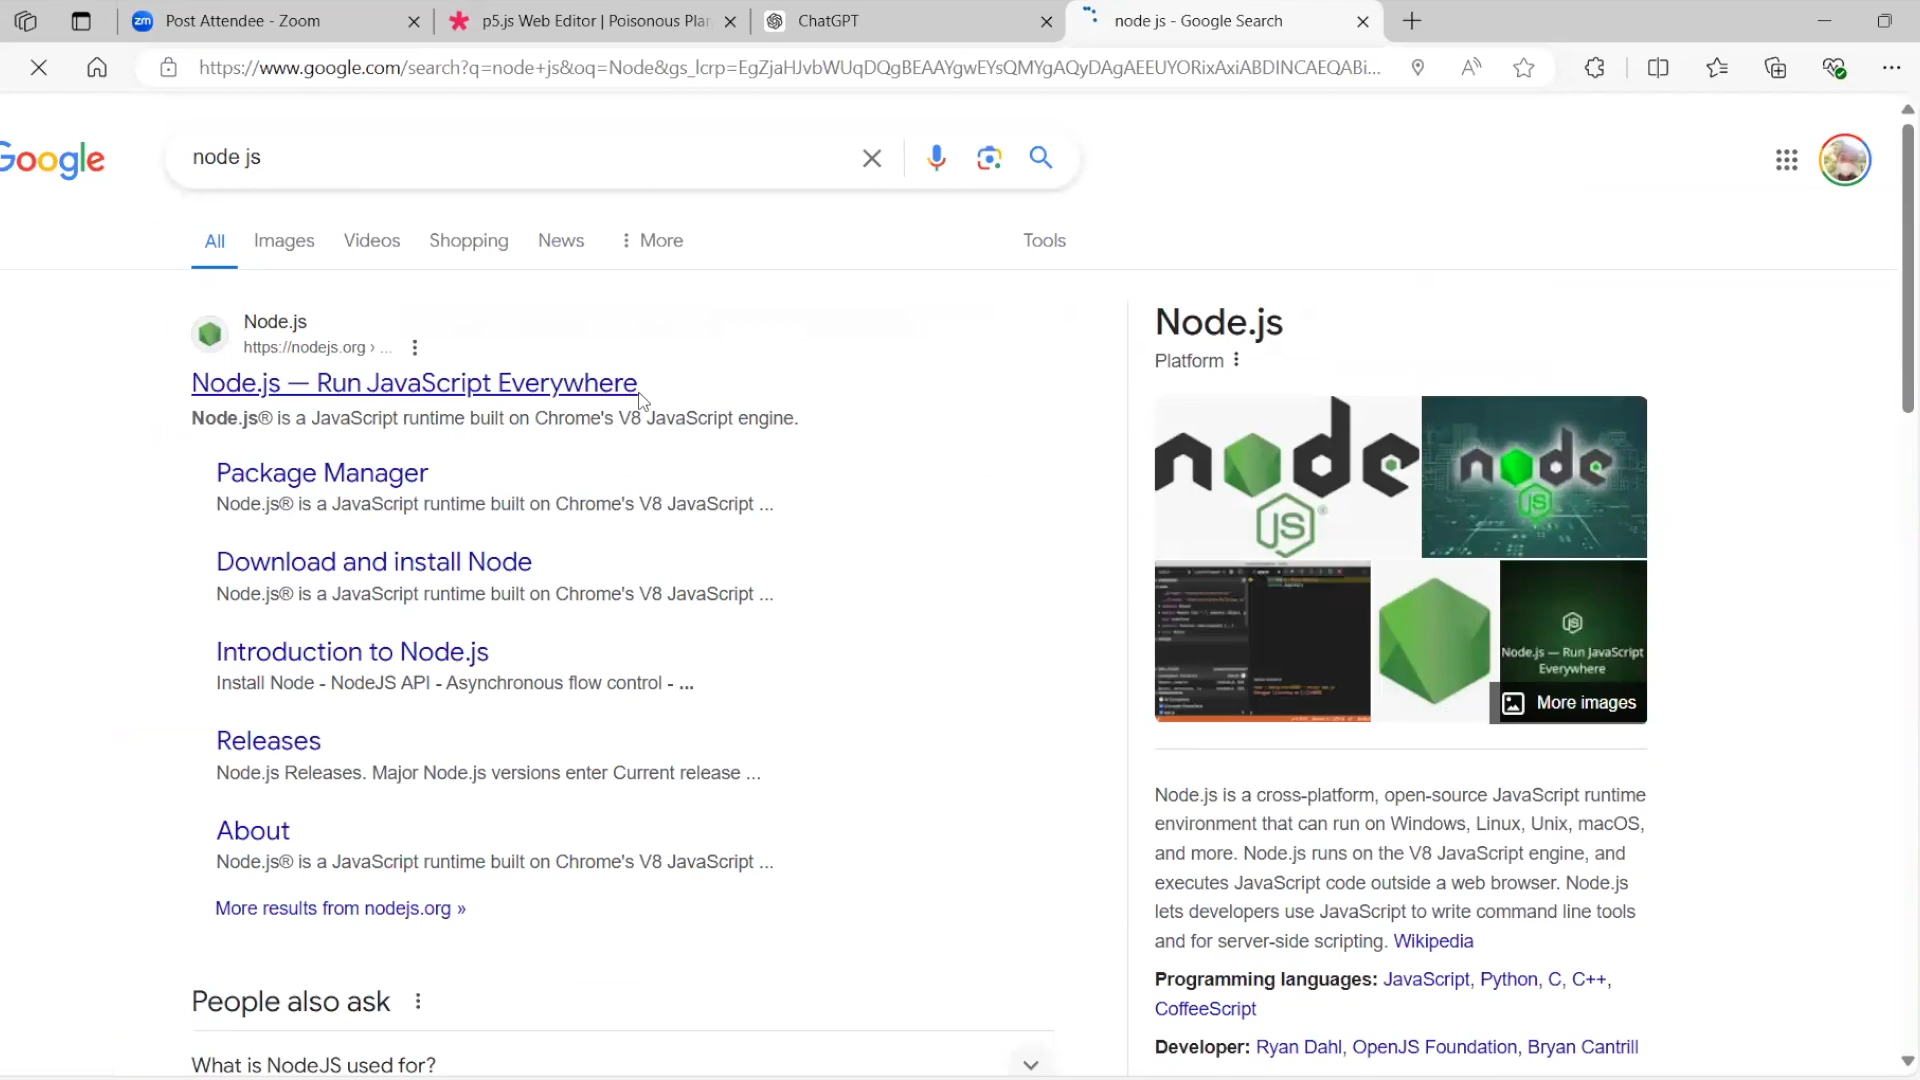 Post Attendee - Zoom
p5.js Web Editor | Poisonous Plan
ChatGPT
node js - Google Search
https://www.google.com/search?q=node+js&oq=Node&gs_lcrp=EgZjaHJvbWUqDQgBEAAYgwEYsQMYgAQyDAgAEEUYORixAxiABDINCAEQABi...
Google
node js
All
Images
Videos
Shopping
News
More
Tools
Node.js
https://nodejs.org › ...
Node.js — Run JavaScript Everywhere
Node.js® is a JavaScript runtime built on Chrome's V8 JavaScript engine.
Package Manager
Node.js® is a JavaScript runtime built on Chrome's V8 JavaScript ...
Download and install Node
Node.js® is a JavaScript runtime built on Chrome's V8 JavaScript ...
Introduction to Node.js
Install Node - NodeJS API - Asynchronous flow control - ...
Releases
Node.js Releases. Major Node.js versions enter Current release ...
About
Node.js® is a JavaScript runtime built on Chrome's V8 JavaScript ...
More results from nodejs.org »
People also ask
What is NodeJS used for?
Node.js
Platform
node
JS
node
JS
Node.js — Run JavaScript
Everywhere
More images
Node.js is a cross-platform, open-source JavaScript runtime
environment that can run on Windows, Linux, Unix, macOS,
and more. Node.js runs on the V8 JavaScript engine, and
executes JavaScript code outside a web browser. Node.js
lets developers use JavaScript to write command line tools
and for server-side scripting. Wikipedia
Programming languages: JavaScript, Python, C, C++,
CoffeeScript
Developer: Ryan Dahl, OpenJS Foundation, Bryan Cantrill